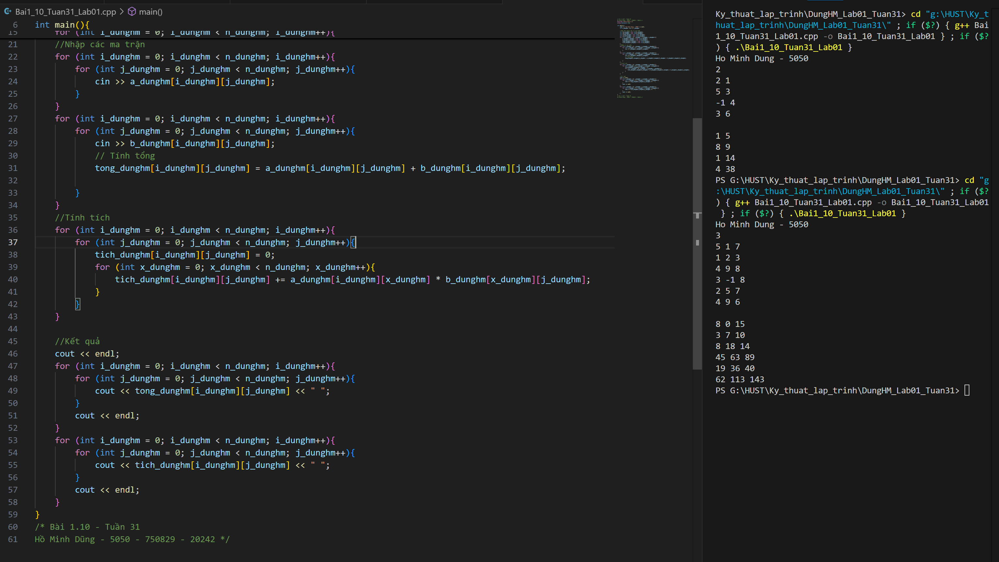 Bai1_10_Tuan31_Lab01.cpp > main()
6 int main(){
15 for (int i_dunghm = 0; i_dunghm < n_dunghm; i_dunghm++){
21 //Nhập các ma trận
22 for (int i_dunghm = 0; i_dunghm < n_dunghm; i_dunghm++){
23 for (int j_dunghm = 0; j_dunghm < n_dunghm; j_dunghm++){
24 cin >> a_dunghm[i_dunghm][j_dunghm];
25 }
26 }
27 for (int i_dunghm = 0; i_dunghm < n_dunghm; i_dunghm++){
28 for (int j_dunghm = 0; j_dunghm < n_dunghm; j_dunghm++){
29 cin >> b_dunghm[i_dunghm][j_dunghm];
30 // Tính tổng
31 tong_dunghm[i_dunghm][j_dunghm] = a_dunghm[i_dunghm][j_dunghm] + b_dunghm[i_dunghm][j_dunghm];
32
33 }
34 }
35 //Tính tích
36 for (int i_dunghm = 0; i_dunghm < n_dunghm; i_dunghm++){
37 for (int j_dunghm = 0; j_dunghm < n_dunghm; j_dunghm++){
38 tich_dunghm[i_dunghm][j_dunghm] = 0;
39 for (int x_dunghm = 0; x_dunghm < n_dunghm; x_dunghm++){
40 tich_dunghm[i_dunghm][j_dunghm] += a_dunghm[i_dunghm][x_dunghm] * b_dunghm[x_dunghm][j_dunghm];
41 }
42 }
43 }
44
45 //Kết quả
46 cout << endl;
47 for (int i_dunghm = 0; i_dunghm < n_dunghm; i_dunghm++){
48 for (int j_dunghm = 0; j_dunghm < n_dunghm; j_dunghm++){
49 cout << tong_dunghm[i_dunghm][j_dunghm] << " ";
50 }
51 cout << endl;
52 }
53 for (int i_dunghm = 0; i_dunghm < n_dunghm; i_dunghm++){
54 for (int j_dunghm = 0; j_dunghm < n_dunghm; j_dunghm++){
55 cout << tich_dunghm[i_dunghm][j_dunghm] << " ";
56 }
57 cout << endl;
58 }
59 }
60 /* Bài 1.10 - Tuần 31
61 Hồ Minh Dũng - 5050 - 750829 - 20242 */
Ky_thuat_lap_trinh\DungHM_Lab01_Tuan31> cd "g:\HUST\Ky_t
huat_lap_trinh\DungHM_Lab01_Tuan31\" ; if ($?) { g++ Bai
1_10_Tuan31_Lab01.cpp -o Bai1_10_Tuan31_Lab01 } ; if ($?
) { .\Bai1_10_Tuan31_Lab01 }
Ho Minh Dung - 5050
2
2 1
5 3
-1 4
3 6

1 5
8 9
1 14
4 38
PS G:\HUST\Ky_thuat_lap_trinh\DungHM_Lab01_Tuan31> cd "g
:\HUST\Ky_thuat_lap_trinh\DungHM_Lab01_Tuan31\" ; if ($?
) { g++ Bai1_10_Tuan31_Lab01.cpp -o Bai1_10_Tuan31_Lab01
} ; if ($?) { .\Bai1_10_Tuan31_Lab01 }
Ho Minh Dung - 5050
3
5 1 7
1 2 3
4 9 8
3 -1 8
2 5 7
4 9 6

8 0 15
3 7 10
8 18 14
45 63 89
19 36 40
62 113 143
PS G:\HUST\Ky_thuat_lap_trinh\DungHM_Lab01_Tuan31>